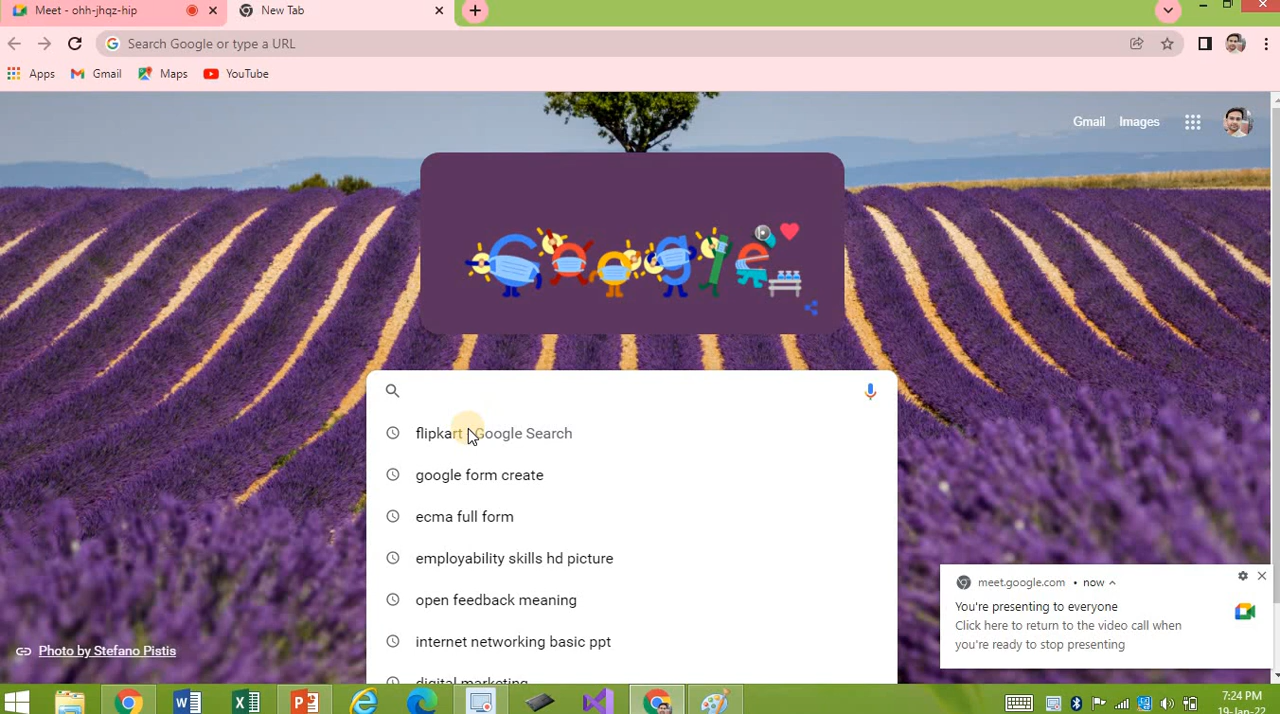 Meet - ohh-jhqz-hip
New Tab
Search Google or type a URL
Apps
Gmail
Maps
YouTube
Gmail
Images
Google
flipkart - Google Search
google form create
ecma full form
employability skills hd picture
open feedback meaning
internet networking basic ppt
digital marketing
meet.google.com • now
You're presenting to everyone
Click here to return to the video call when
you're ready to stop presenting
Photo by Stefano Pistis
7:24 PM
19-Jan-22